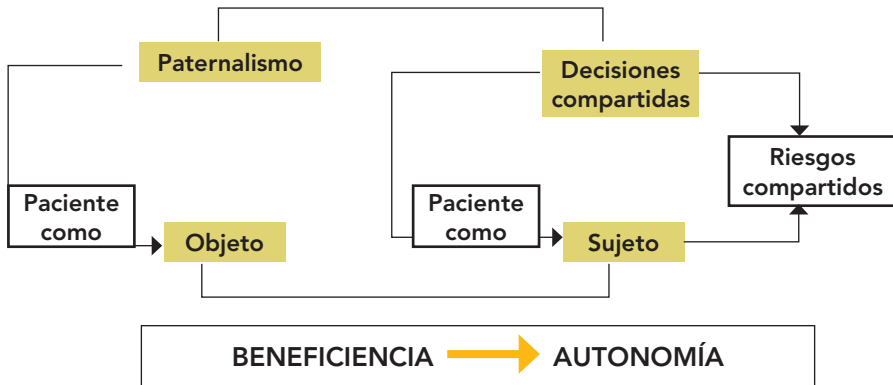 Paternalismo
Decisiones
compartidas
Riesgos
compartidos
Paciente
como
Objeto
Paciente
como
Sujeto
BENEFICIENCIA AUTONOMÍA